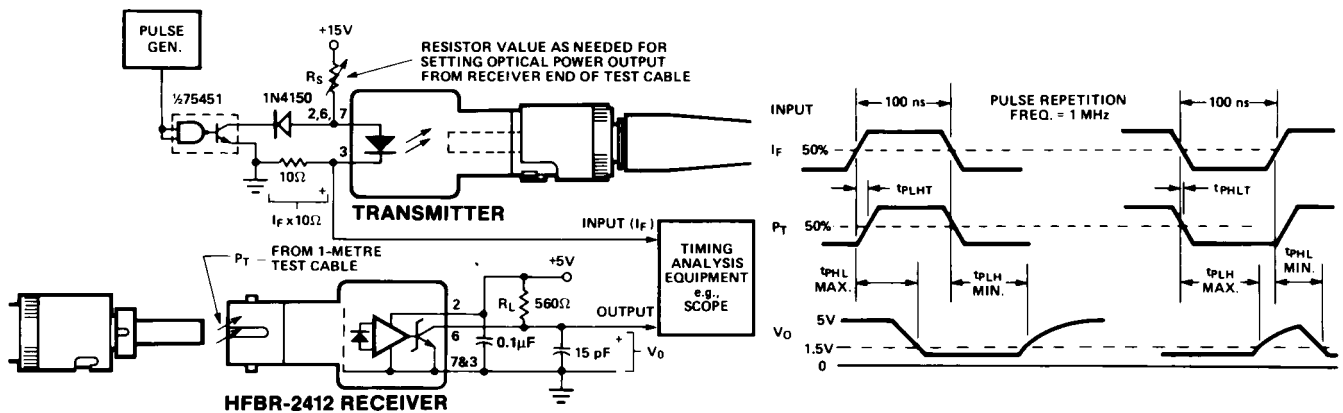 PULSE
GEN.
+15V
RS
RESISTOR VALUE AS NEEDED FOR
SETTING OPTICAL POWER OUTPUT
FROM RECEIVER END OF TEST CABLE
½75451
1N4150
2,6, 7
3
10Ω
+
IF x10Ω
TRANSMITTER
INPUT (IF)
TIMING
ANALYSIS
EQUIPMENT
e.g.,
SCOPE
PT – FROM 1-METRE
TEST CABLE
+5V
2
RL
560Ω
OUTPUT
6
0.1μF
7&3
15 pF
+
VO
HFBR-2412 RECEIVER
INPUT
100 ns
PULSE REPETITION
FREQ. = 1 MHz
100 ns
IF 50%
tPLHT
tPHLT
PT 50%
tPHL
MAX.
tPLH
MIN.
tPLH
MAX.
tPHL
MIN.
VO
5V
1.5V
0